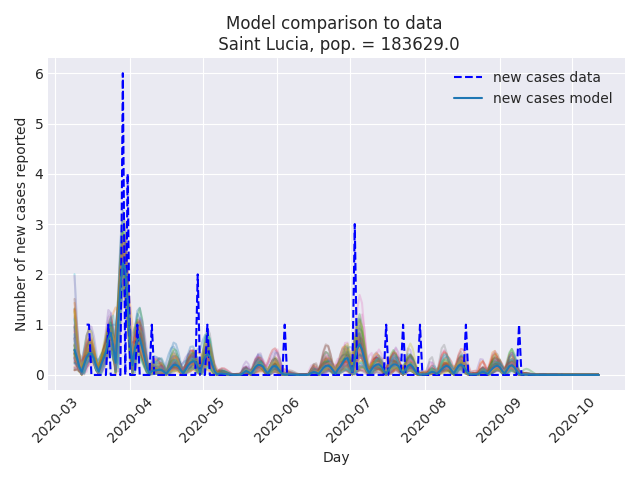 Model comparison to data
Saint Lucia, pop. = 183629.0
new cases data
new cases model
Number of new cases reported
6
5
4
3
2
1
0
2020-03
2020-04
2020-05
2020-06
2020-07
2020-08
2020-09
2020-10
Day